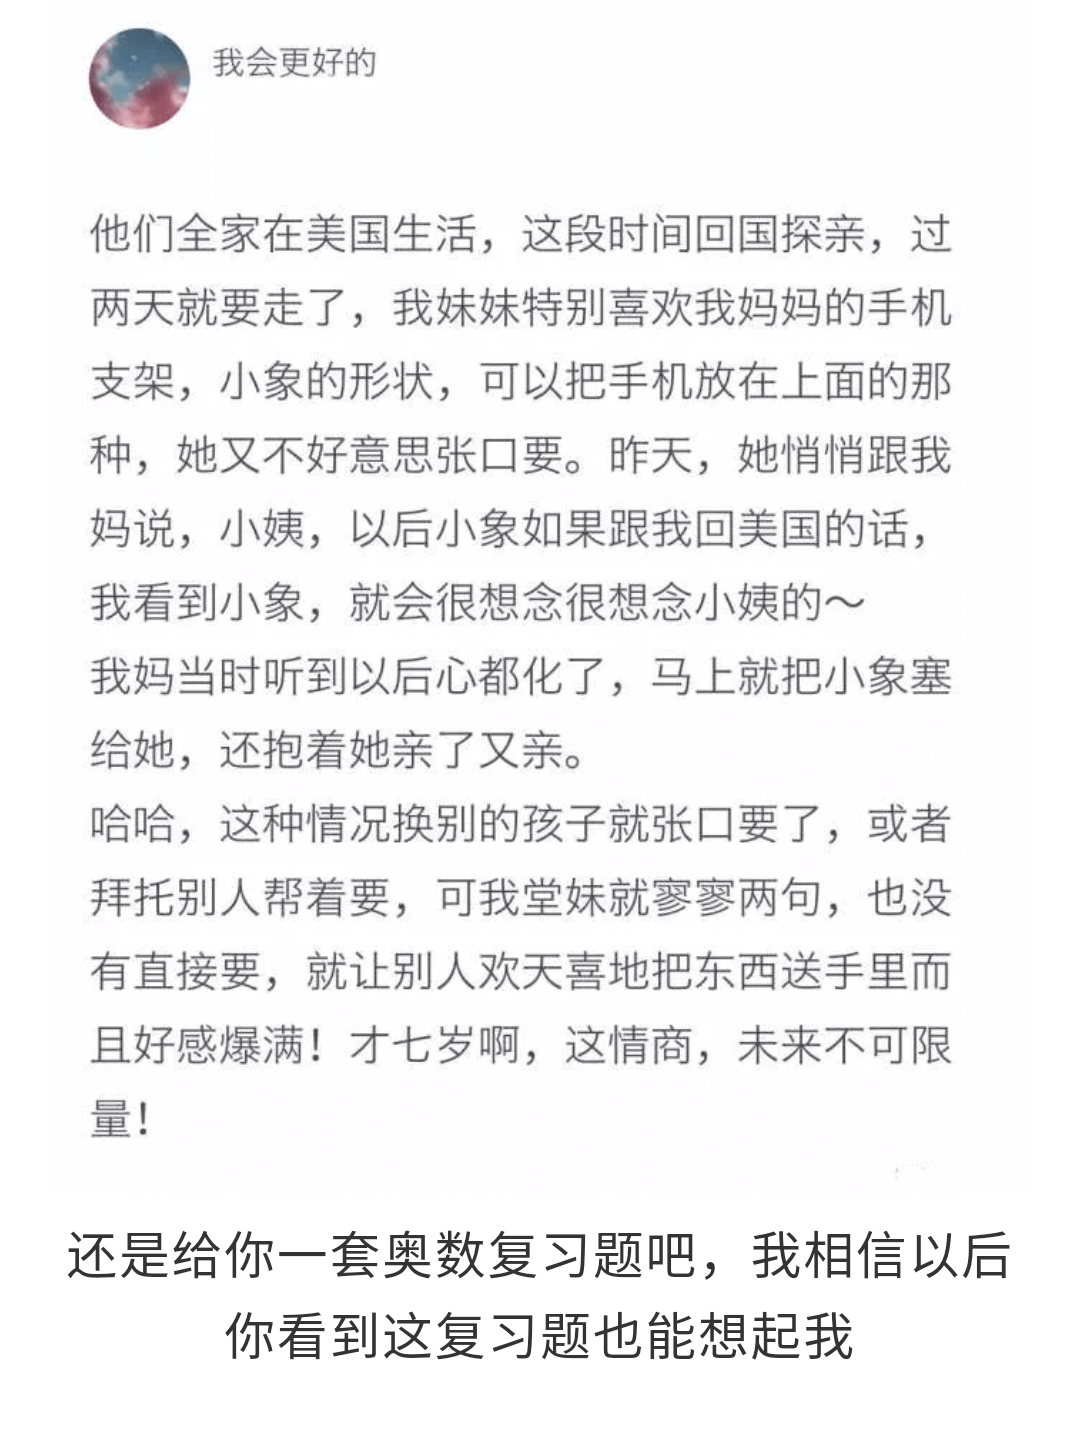 我会更好的
他们全家在美国生活，这段时间回国探亲，过
两天就要走了，我妹妹特别喜欢我妈妈的手机
支架，小象的形状，可以把手机放在上面的那
种，她又不好意思张口要。昨天，她悄悄跟我
妈说，小姨，以后小象如果跟我回美国的话，
我看到小象，就会很想念很想念小姨的～
我妈当时听到以后心都化了，马上就把小象塞
给她，还抱着她亲了又亲。
哈哈，这种情况换别的孩子就张口要了，或者
拜托别人帮着要，可我堂妹就寥寥两句，也没
有直接要，就让别人欢天喜地把东西送手里而
且好感爆满！才七岁啊，这情商，未来不可限
量！
还是给你一套奥数复习题吧，我相信以后
你看到这复习题也能想起我